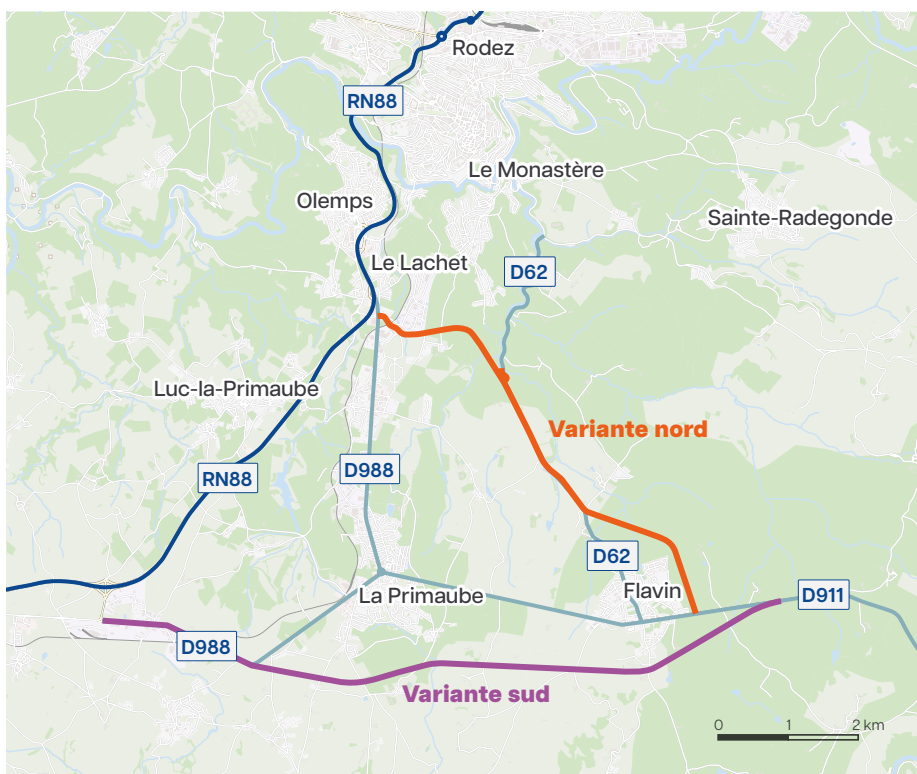 Rodez
RN88
Le Monastère
Olemps
Sainte-Radegonde
Le Lachet
D62
Luc-la-Primaube
Variante nord
D988
RN88
D62
Flavin
La Primaube
D911
D988
Variante sud
0 1 2 km